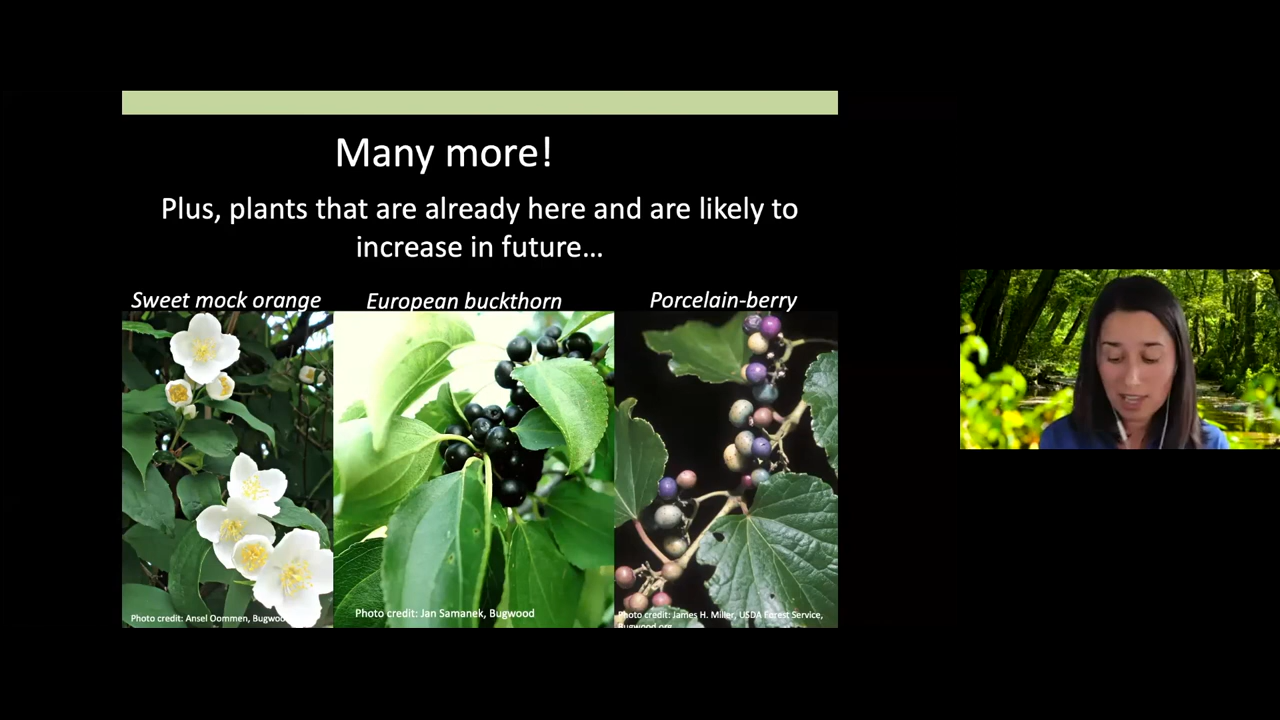 Many more!
Plus, plants that are already here and are likely to
increase in future…
Sweet mock orange
European buckthorn
Porcelain-berry
Photo credit: Ansel Oommen, Bugwood
Photo credit: Jan Samanek, Bugwood
Photo credit: James H. Miller, USDA Forest Service,
Bugwood.org